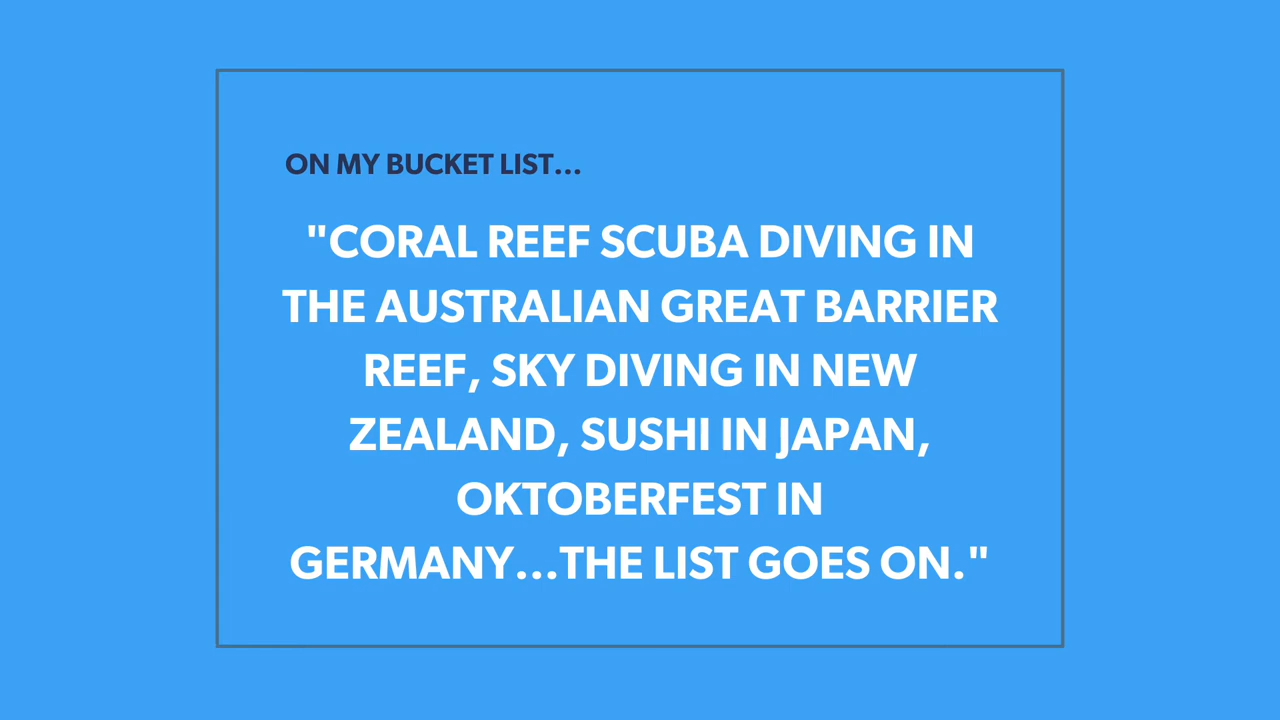 ON MY BUCKET LIST...
"CORAL REEF SCUBA DIVING IN
THE AUSTRALIAN GREAT BARRIER
REEF, SKY DIVING IN NEW
ZEALAND, SUSHI IN JAPAN,
OKTOBERFEST IN
GERMANY...THE LIST GOES ON."